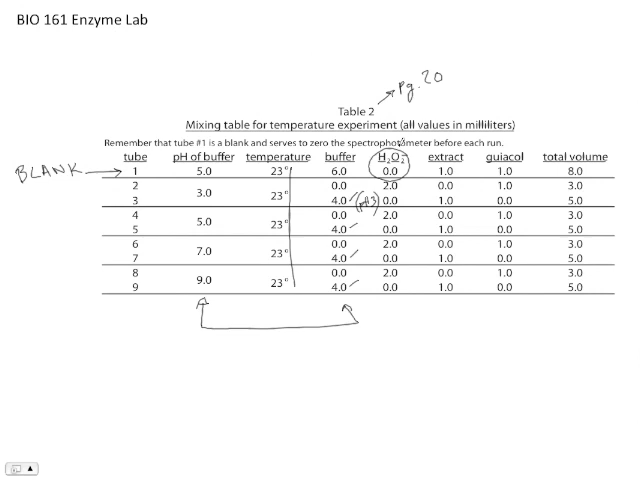 BIO 161 Enzyme Lab
Pg. 20
Table 2
Mixing table for temperature experiment (all values in milliliters)
Remember that tube #1 is a blank and serves to zero the spectrophotometer before each run.
tube pH of buffer temperature buffer H2O2 extract guiacol total volume
BLANK 1 5.0 23° 6.0 0.0 1.0 1.0 8.0
2 0.0 2.0 0.0 1.0 3.0
3.0 23°
3 4.0 (pH3) 0.0 1.0 0.0 5.0
4 0.0 2.0 0.0 1.0 3.0
5.0 23°
5 4.0 0.0 1.0 0.0 5.0
6 0.0 2.0 0.0 1.0 3.0
7.0 23°
7 4.0 0.0 1.0 0.0 5.0
8 0.0 2.0 0.0 1.0 3.0
9.0 23°
9 4.0 0.0 1.0 0.0 5.0